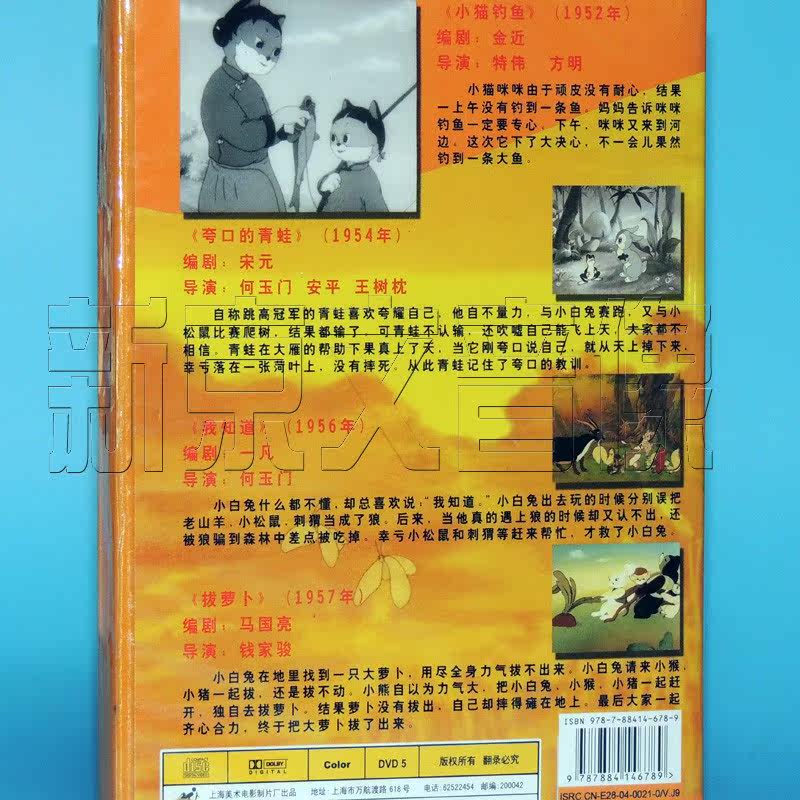 《小猫钓鱼》（1952年）
编剧：金近
导演：特伟 方明
小猫咪咪由于顽皮没有耐心，结果
一上午没有钓到一条鱼。妈妈告诉咪咪
钓鱼一定要专心，下午，咪咪又来到河
边。这次它下了大决心，不一会儿果然
钓到一条大鱼。
《夸口的青蛙》（1954年）
编剧：宋元
导演：何玉门 安平 王树枕
自称跳高冠军的青蛙喜欢夸耀自己，他自不量力，与小白兔赛跑，又与小
松鼠比赛爬树，结果都输了，可青蛙不认输，还吹嘘自己能飞上天，大家都不
相信。青蛙在大雁的帮助下果真上了天，当它刚夸口说自己，就从天上掉下来，
幸亏落在一张荷叶上，没有摔死。从此青蛙记住了夸口的教训。
新京文音像
《我知道》（1956年）
编剧：一凡
导演：何玉门
小白兔什么都不懂，却总喜欢说：“我知道。”小白兔出去玩的时候分别误把
老山羊、小松鼠、刺猬当成了狼。后来，当他真的遇上狼的时候却又认不出，还
被狼骗到森林中差点被吃掉。幸亏小松鼠和刺猬等赶来帮忙，才救了小白兔。
《拔萝卜》（1957年）
编剧：马国亮
导演：钱家骏
小白兔在地里找到一只大萝卜，用尽全身力气拔不出来。小白兔请来小猴，
小猪一起拔，还是拔不动。小熊自以为力气大，把小白兔，小猴，小猪一起赶
开，独自去拔萝卜。结果萝卜没有拔出，自己却摔得瘫在地上。最后大家一起
齐心合力，终于把大萝卜拔了出来。
ISBN 978-7-88414-678-9
9 787884 146789 >
ISRC CN-E28-04-0021-0/V.J9
DOLBY DIGITAL
Color
DVD 5
版权所有 翻录必究
上海美术电影制片厂出品 地址：上海市万航渡路618号 电话：62522454 邮编：200042